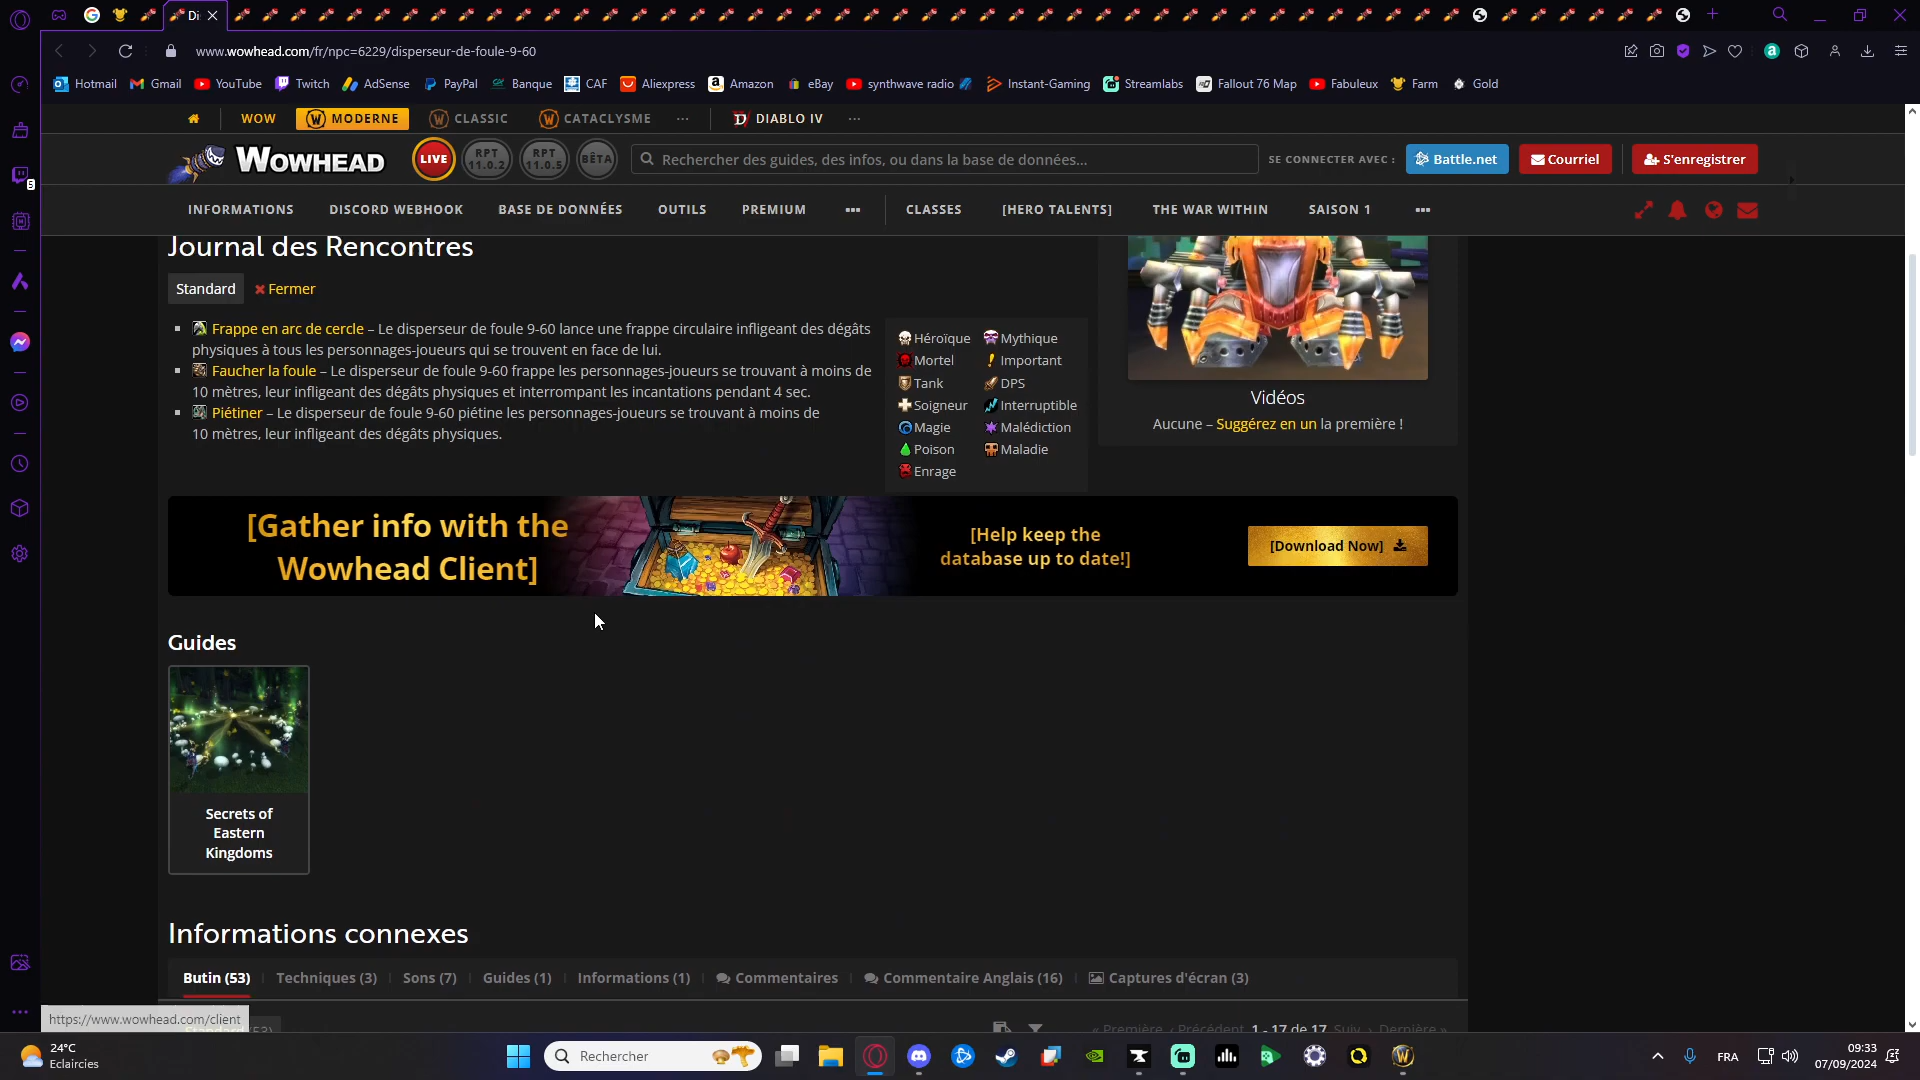 Di
www.wowhead.com/fr/npc=6229/disperseur-de-foule-9-60
Hotmail Gmail YouTube Twitch AdSense PayPal Banque CAF Aliexpress Amazon eBay synthwave radio Instant-Gaming Streamlabs Fallout 76 Map Fabuleux Farm Gold
WOW MODERNE CLASSIC CATACLYSME ... DIABLO IV ...
WOWHEAD LIVE RPT 11.0.2 RPT 11.0.5 BÊTA Rechercher des guides, des infos, ou dans la base de données... SE CONNECTER AVEC : Battle.net Courriel S'enregistrer
5
INFORMATIONS DISCORD WEBHOOK BASE DE DONNÉES OUTILS PREMIUM ... CLASSES [HERO TALENTS] THE WAR WITHIN SAISON 1 ...
Journal des Rencontres
Standard Fermer
Frappe en arc de cercle – Le disperseur de foule 9-60 lance une frappe circulaire infligeant des dégâts
physiques à tous les personnages-joueurs qui se trouvent en face de lui.
Faucher la foule – Le disperseur de foule 9-60 frappe les personnages-joueurs se trouvant à moins de
10 mètres, leur infligeant des dégâts physiques et interrompant les incantations pendant 4 sec.
Piétiner – Le disperseur de foule 9-60 piétine les personnages-joueurs se trouvant à moins de
10 mètres, leur infligeant des dégâts physiques.
Héroïque Mythique
Mortel Important
Tank DPS
Soigneur Interruptible
Magie Malédiction
Poison Maladie
Enrage
Vidéos
Aucune – Suggérez en un la première !
[Gather info with the
Wowhead Client]
[Help keep the
database up to date!]
[Download Now]
Guides
Secrets of
Eastern
Kingdoms
Informations connexes
Butin (53) Techniques (3) Sons (7) Guides (1) Informations (1) Commentaires Commentaire Anglais (16) Captures d'écran (3)
https://www.wowhead.com/client
Standard (53) « Première ‹ Précédent 1 - 17 de 17 Suiv. › Dernière »
24°C
Eclaircies
Rechercher
FRA
09:33
07/09/2024